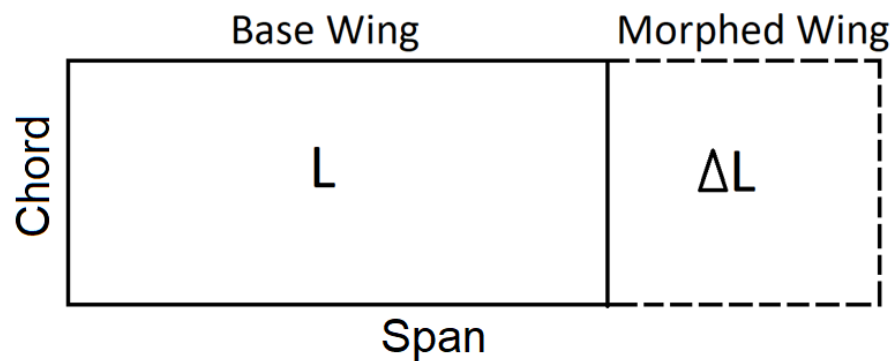 Base Wing
Morphed Wing
Chord
L
ΔL
Span